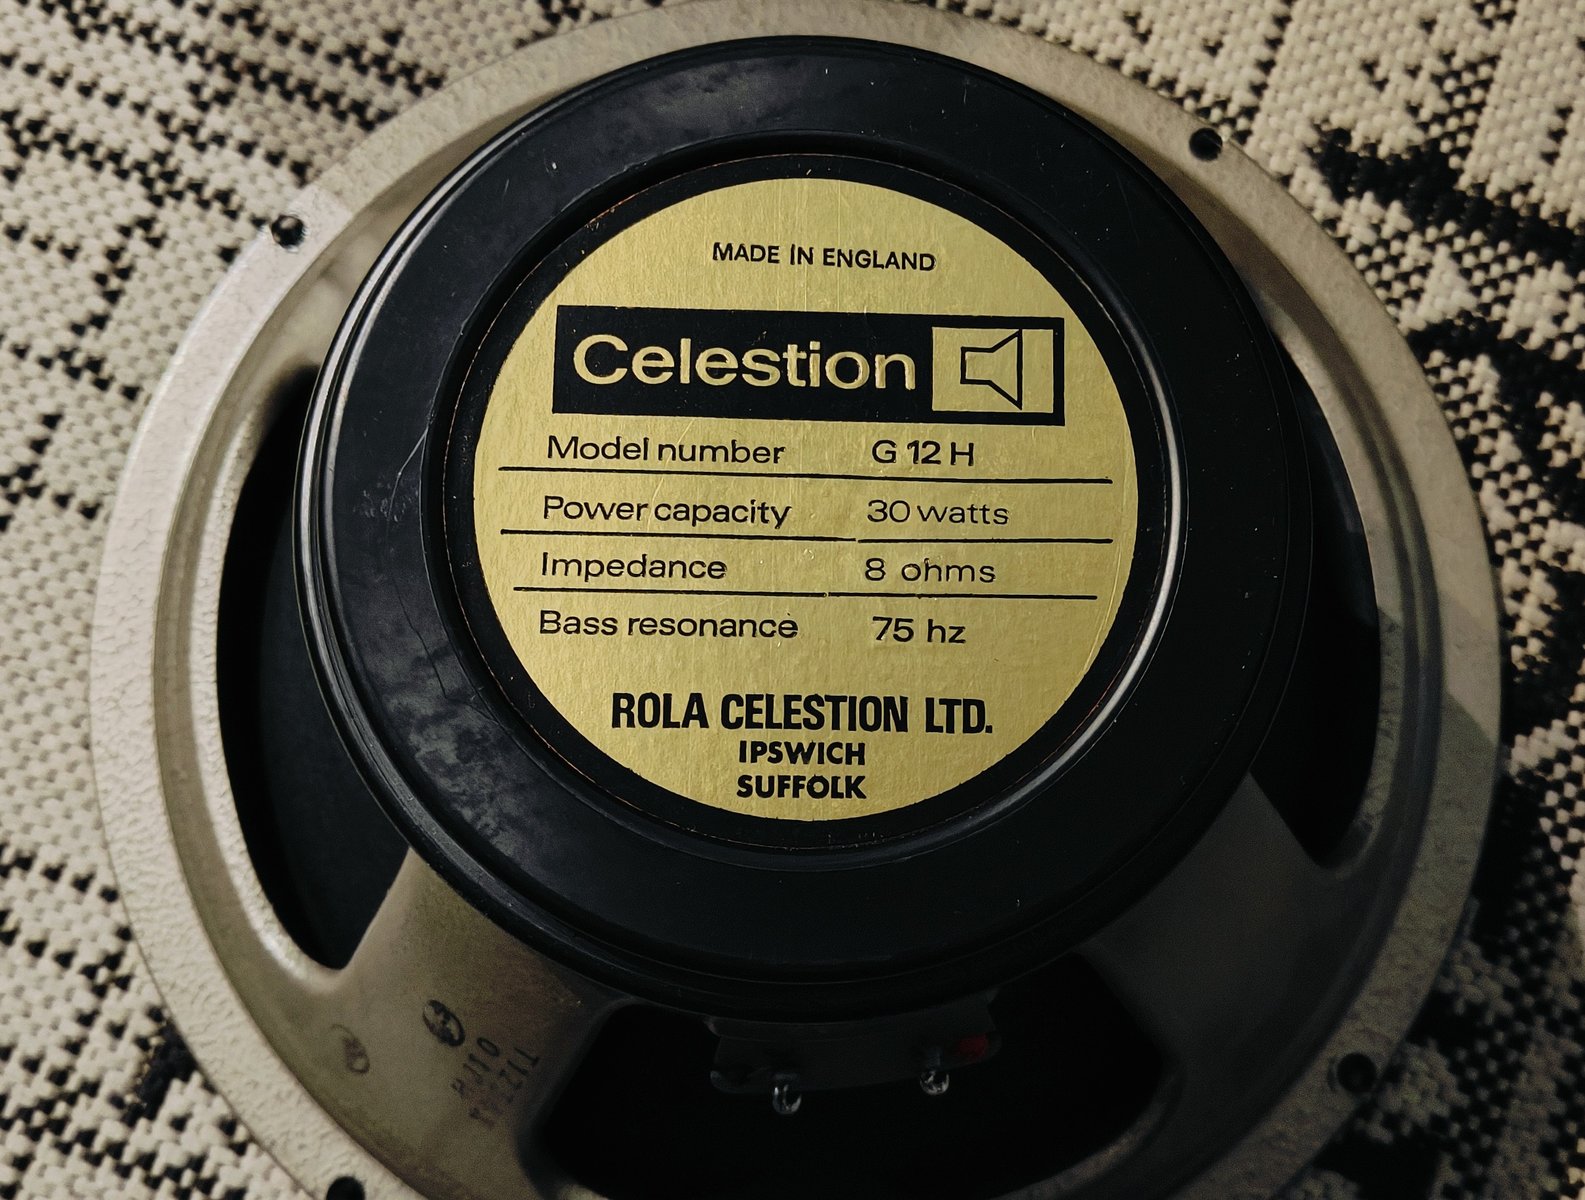 MADE IN ENGLAND
Celestion
Model number G 12 H
Power capacity 30 watts
Impedance 8 ohms
Bass resonance 75 hz
ROLA CELESTION LTD.
IPSWICH
SUFFOLK